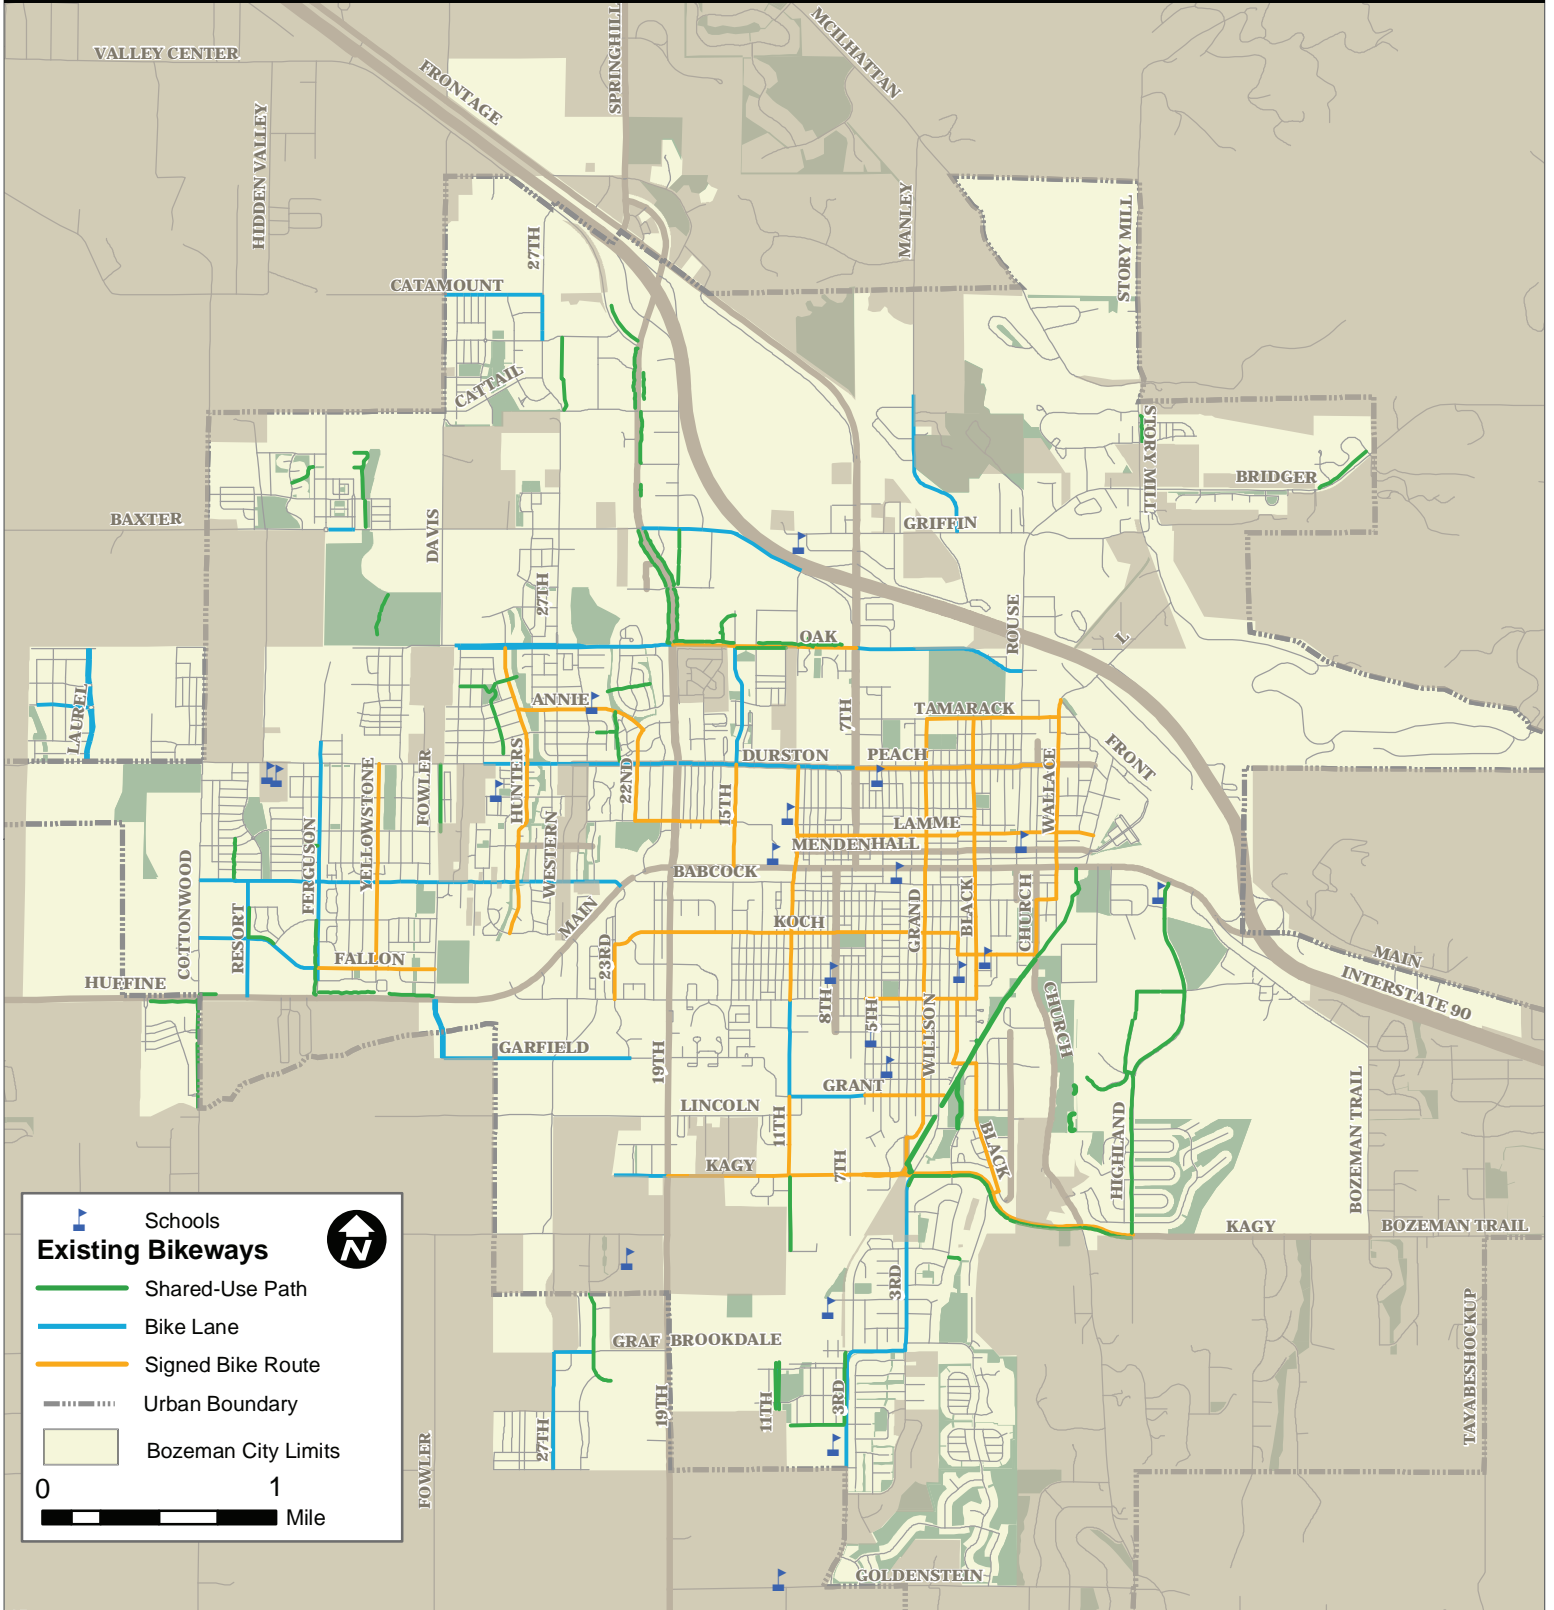 MCILHATTAN
SPRINGHILL
VALLEY CENTER
FRONTAGE
HIDDEN VALLEY
MANLEY
STORY MILL
27TH
CATAMOUNT
CATTAIL
STORY MILL
BRIDGER
BAXTER
DAVIS
GRIFFIN
27TH
ROUSE
L
OAK
LAUREL
ANNIE
7TH
TAMARACK
HUNTERS
22ND
DURSTON
PEACH
FRONT
YELLOWSTONE
FOWLER
WALLACE
15TH
FERGUSON
WESTERN
LAMME
MENDENHALL
COTTONWOOD
BABCOCK
RESORT
MAIN
KOCH
GRAND
BLACK
CHURCH
23RD
FALLON
MAIN
HUFFINE
INTERSTATE 90
8TH
5TH
WILLSON
CHURCH
GARFIELD
19TH
GRANT
LINCOLN
11TH
BLACK
HIGHLAND
BOZEMAN TRAIL
KAGY
7TH
KAGY
BOZEMAN TRAIL
3RD
GRAF
BROOKDALE
TAYABESHOCKUP
19TH
11TH
3RD
27TH
FOWLER
GOLDENSTEIN
Schools
Existing Bikeways
N
Shared-Use Path
Bike Lane
Signed Bike Route
Urban Boundary
Bozeman City Limits
0 1
Mile